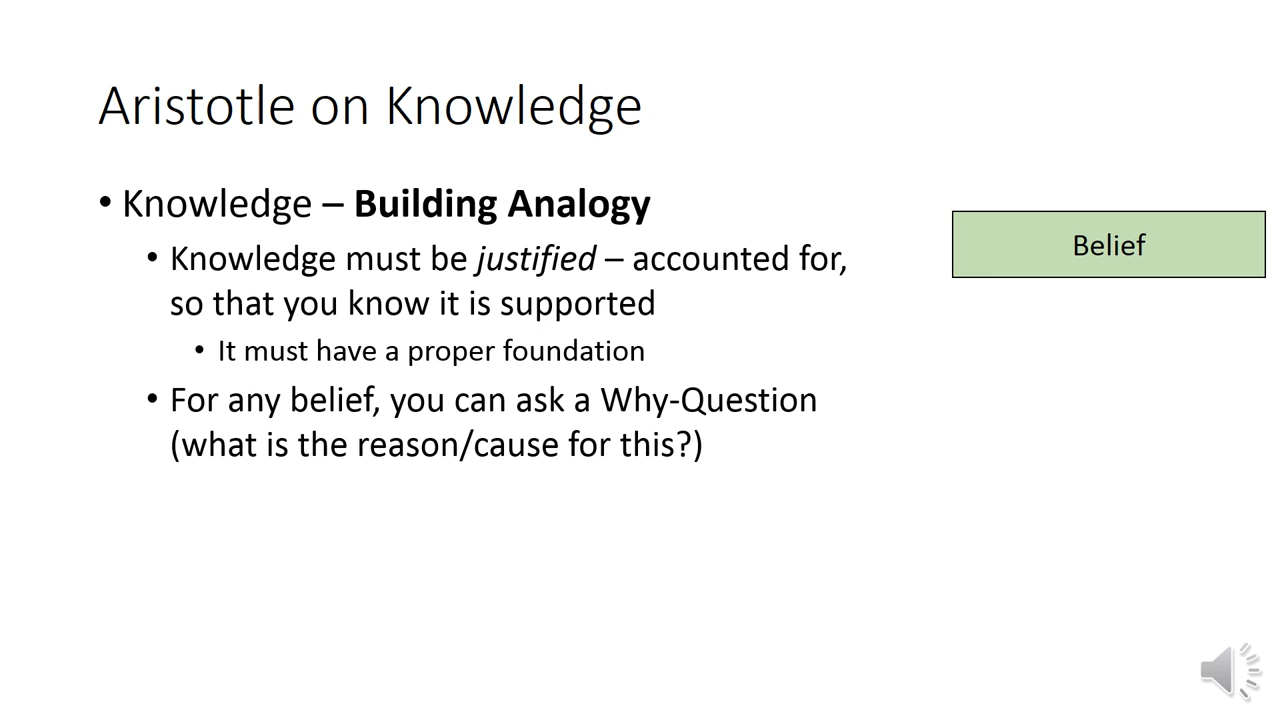 Aristotle on Knowledge
• Knowledge – Building Analogy
• Knowledge must be justified – accounted for,
so that you know it is supported
• It must have a proper foundation
• For any belief, you can ask a Why-Question
(what is the reason/cause for this?)
Belief